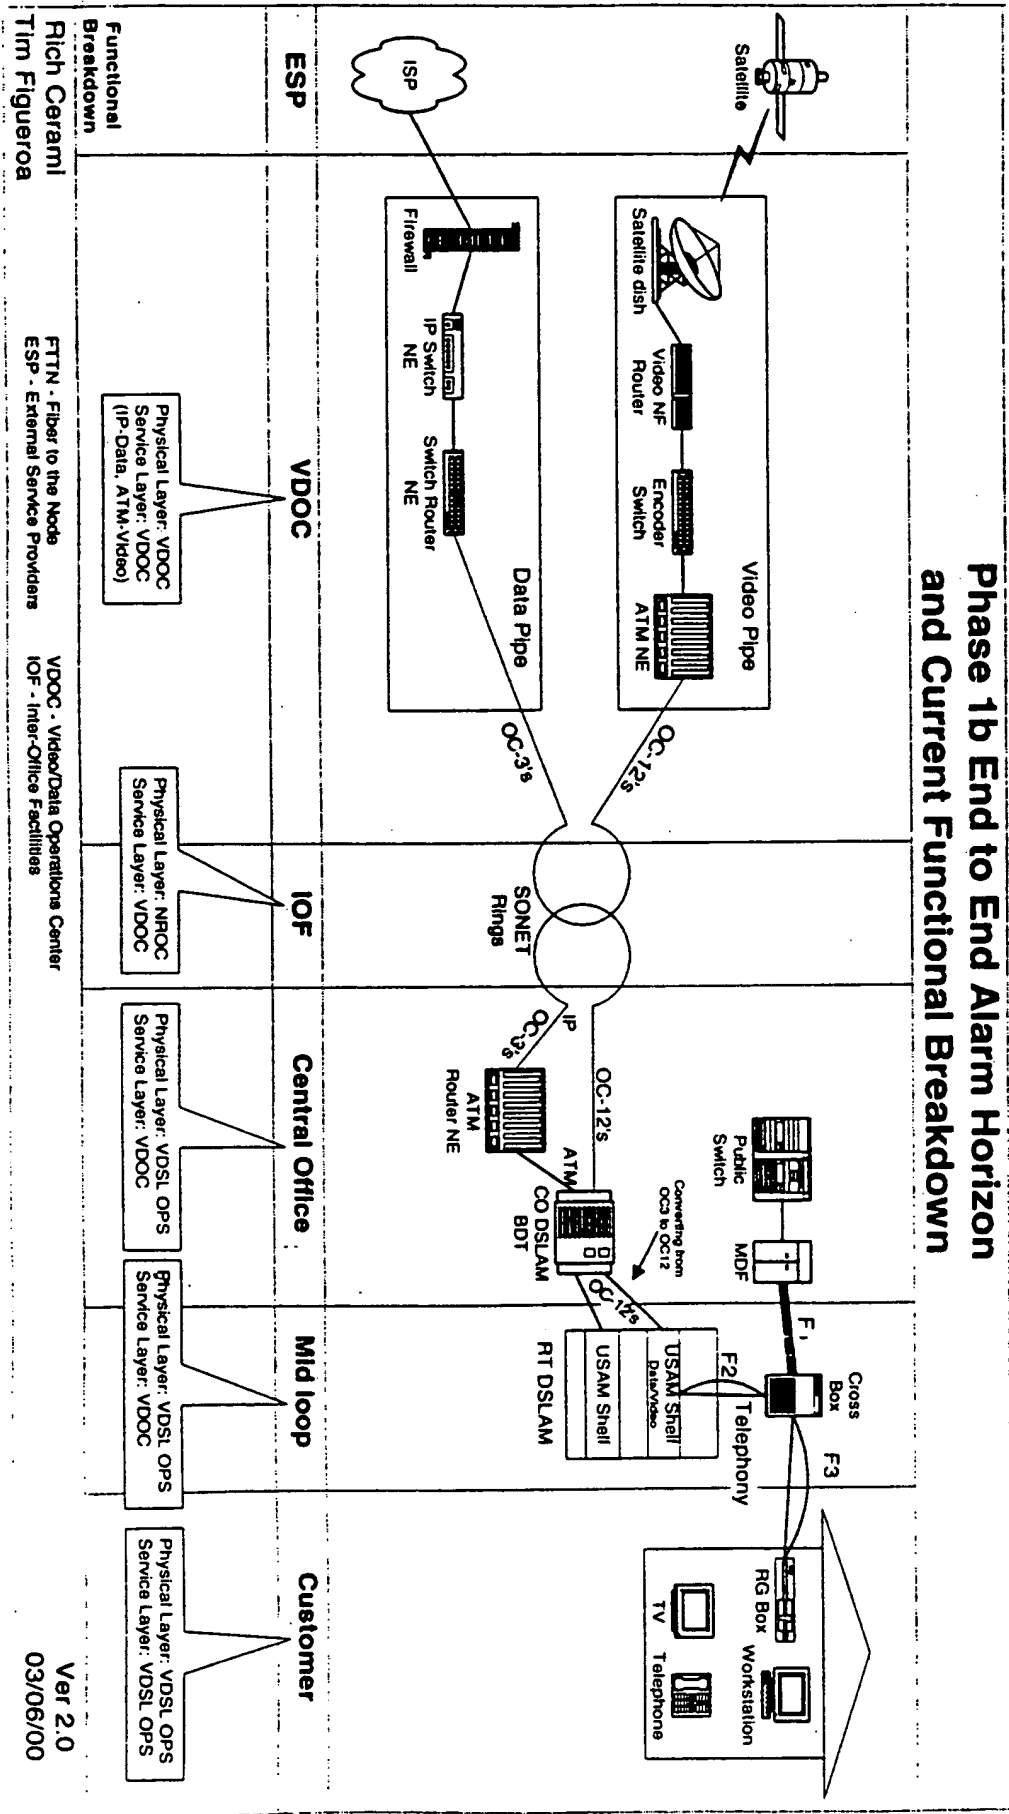 Phase 1b End to End Alarm Horizon
and Current Functional Breakdown
Satellite
ISP
Video Pipe
Satellite dish
Video NF
Router
Encoder
Switch
ATM NE
OC-12's
Data Pipe
Firewall
IP Switch
NE
Switch Router
NE
OC-3's
SONET
Rings
IP
OC-3's
OC-12's
ATM
Router NE
ATM
CO DSLAM
BDT
Converting from
OC3 to OC12
OC-12's
Public
Switch
MDF
F1
Cross
Box
F2
Telephony
F3
USAM Shell
Data/Video
USAM Shell
RT DSLAM
RG Box
Workstation
TV
Telephone
ESP
VDOC
IOF
Central Office
Mid loop
Customer
Functional
Breakdown
Physical Layer: VDOC
Service Layer: VDOC
(IP-Data, ATM-Video)
Physical Layer: NROC
Service Layer: VDOC
Physical Layer: VDSL OPS
Service Layer: VDOC
Physical Layer: VDSL OPS
Service Layer: VDOC
Physical Layer: VDSL OPS
Service Layer: VDSL OPS
Rich Cerami
Tim Figueroa
FTTN - Fiber to the Node
ESP - External Service Providers
VDOC - Video/Data Operations Center
IOF - Inter-Office Facilities
Ver 2.0
03/06/00